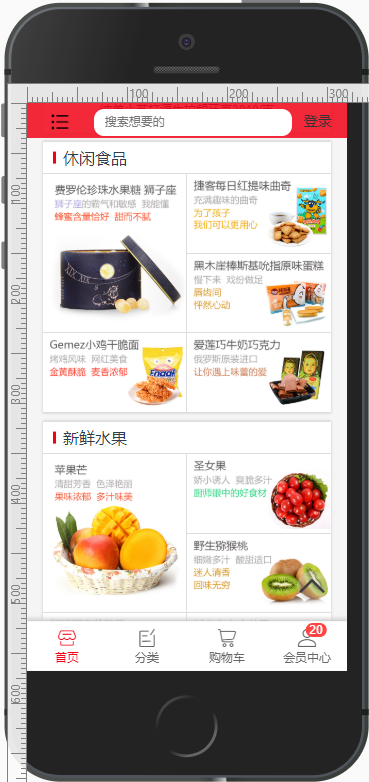 0
100
200
300
搜索想要的
登录
休闲食品
费罗伦珍珠水果糖 狮子座
狮子座的霸气和敏感 我能懂
蜂蜜含量恰好 甜而不腻
捷客每日红提味曲奇
充满趣味的曲奇
为了孩子
我们可以更用心
黑木崖棒斯基吮指原味蛋糕
慢下来 戏份做足
唇齿间
怦然心动
Gemez小鸡干脆面
烤鸡风味 网红美食
金黄酥脆 麦香浓郁
爱莲巧牛奶巧克力
俄罗斯原装进口
让你遇上味蕾的爱
新鲜水果
苹果芒
清甜芳香 色泽艳丽
果味浓郁 多汁味美
圣女果
娇小诱人 臭脆多汁
厨师眼中的好食材
野生猕猴桃
细嫩多汁 酸甜适口
迷人清香
回味无穷
首页
分类
购物车
20
会员中心
100
200
300
400
500
600